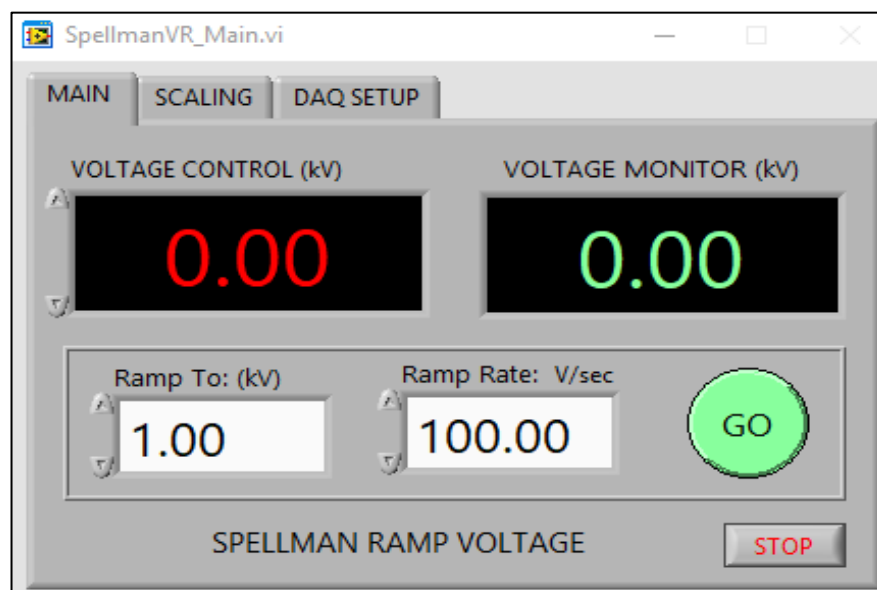 SpellmanVR_Main.vi
MAIN SCALING DAQ SETUP
VOLTAGE CONTROL (kV) VOLTAGE MONITOR (kV)
0.00 0.00
Ramp To: (kV) Ramp Rate: V/sec
1.00 100.00 GO
SPELLMAN RAMP VOLTAGE STOP